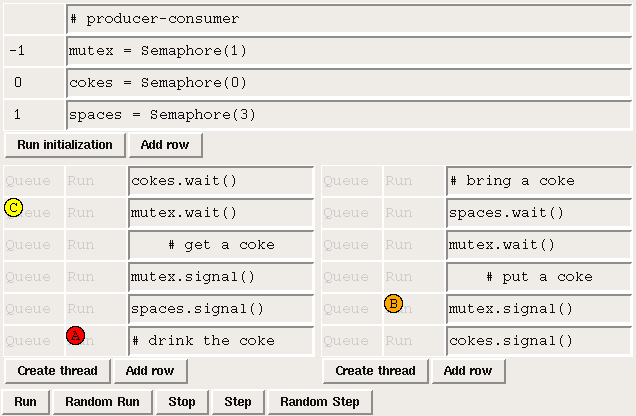 # producer-consumer
-1 mutex = Semaphore(1)
0 cokes = Semaphore(0)
1 spaces = Semaphore(3)
Run initialization Add row
Queue Run cokes.wait() Queue Run # bring a coke
C Queue Run mutex.wait() Queue Run spaces.wait()
Queue Run # get a coke Queue Run mutex.wait()
Queue Run mutex.signal() Queue Run # put a coke
Queue Run spaces.signal() Queue B Run mutex.signal()
Queue A Run # drink the coke Queue Run cokes.signal()
Create thread Add row Create thread Add row
Run Random Run Stop Step Random Step